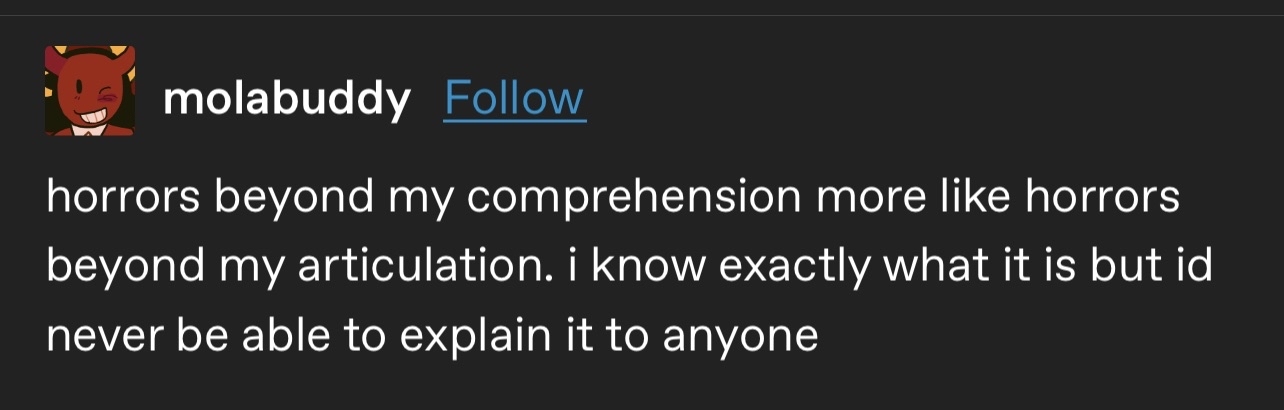 molabuddy Follow
horrors beyond my comprehension more like horrors
beyond my articulation. i know exactly what it is but id
never be able to explain it to anyone